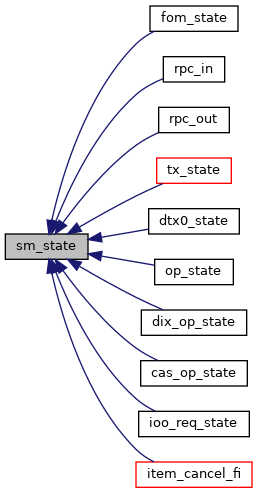 fom_state
rpc_in
rpc_out
tx_state
dtx0_state
sm_state
op_state
dix_op_state
cas_op_state
ioo_req_state
item_cancel_fi